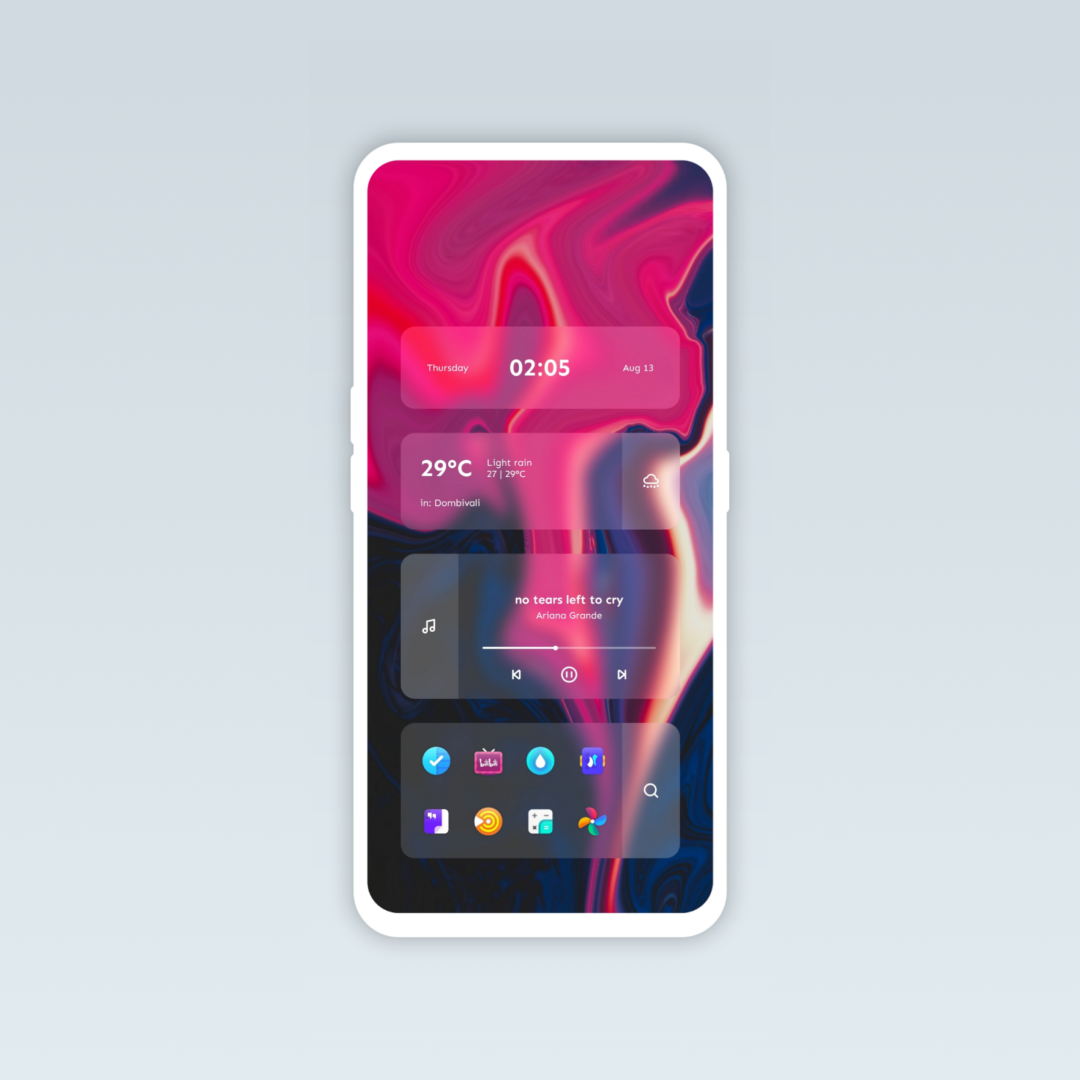 Thursday 02:05 Aug 13
29°C Light rain
27 | 29°C
in: Dombivali
no tears left to cry
Ariana Grande